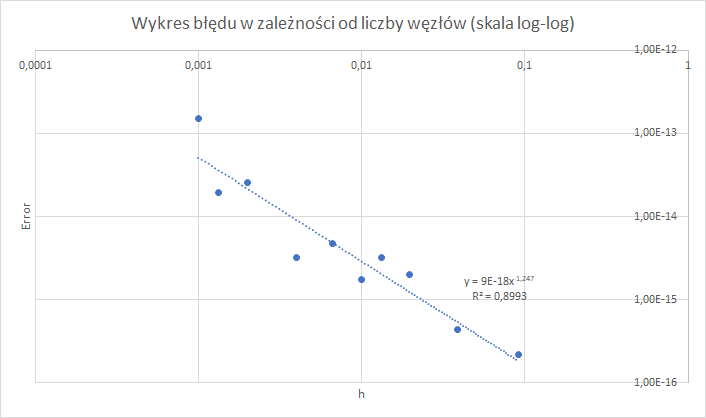 Wykres błędu w zależności od liczby węzłów (skala log-log)
1,00E-12
0,0001 0,001 0,01 0,1 1
1,00E-13
1,00E-14
Error
y = 9E-18x^-1,247
R² = 0,8993
1,00E-15
1,00E-16
h